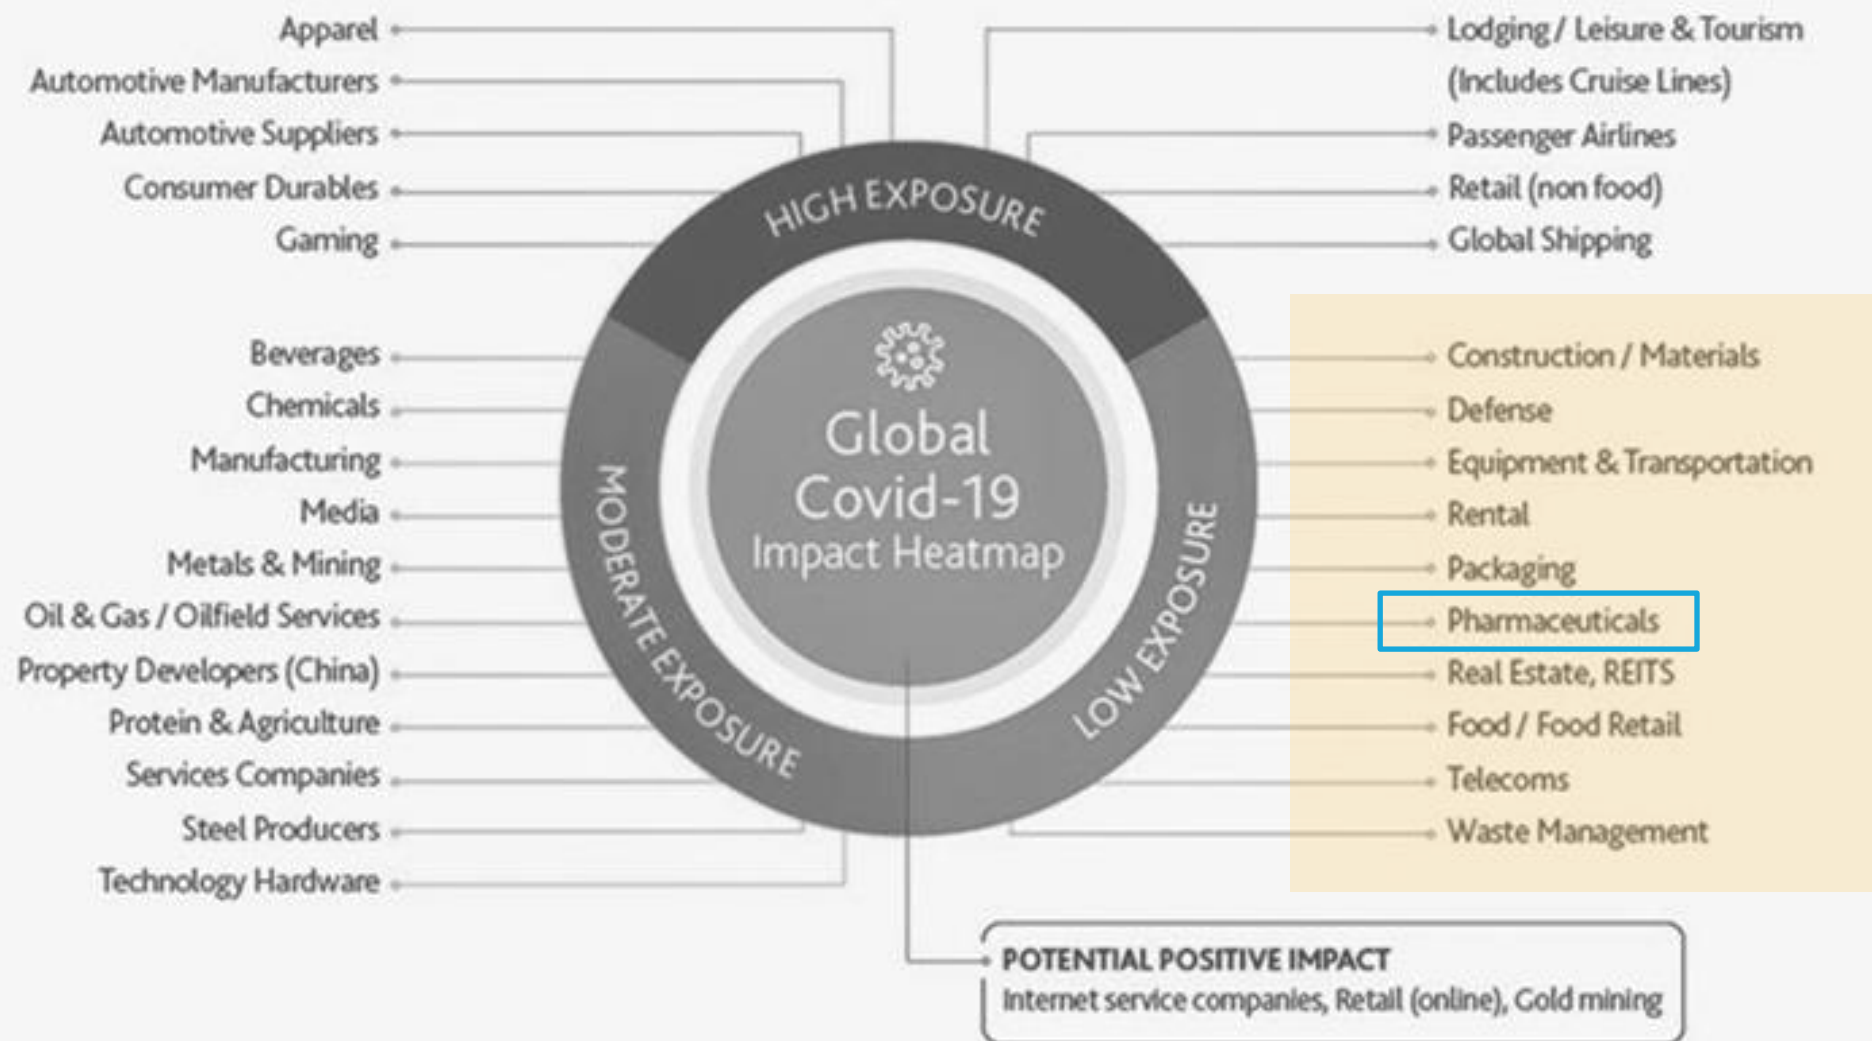 Apparel
Automotive Manufacturers
Automotive Suppliers
Consumer Durables
Gaming
Lodging / Leisure & Tourism
(Includes Cruise Lines)
Passenger Airlines
Retail (non food)
Global Shipping
HIGH EXPOSURE
Beverages
Chemicals
Manufacturing
Media
Metals & Mining
Oil & Gas / Oilfield Services
Property Developers (China)
Protein & Agriculture
Services Companies
Steel Producers
Technology Hardware
MODERATE EXPOSURE
Global
Covid-19
Impact Heatmap
LOW EXPOSURE
Construction / Materials
Defense
Equipment & Transportation
Rental
Packaging
Pharmaceuticals
Real Estate, REITS
Food / Food Retail
Telecoms
Waste Management
POTENTIAL POSITIVE IMPACT
Internet service companies, Retail (online), Gold mining